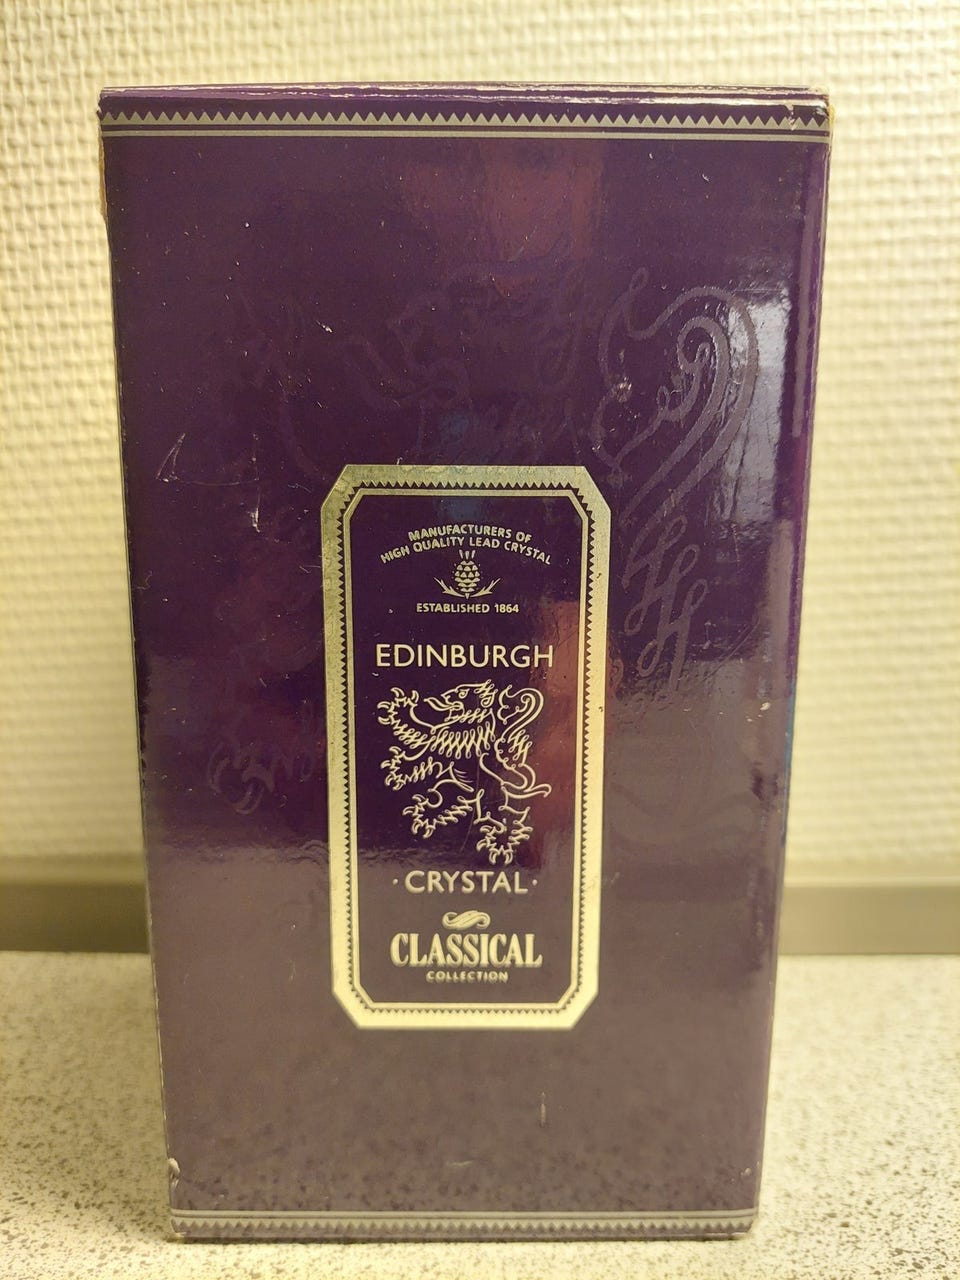 MANUFACTURERS OF
HIGH QUALITY LEAD CRYSTAL
ESTABLISHED 1864
EDINBURGH
·CRYSTAL·
CLASSICAL
COLLECTION